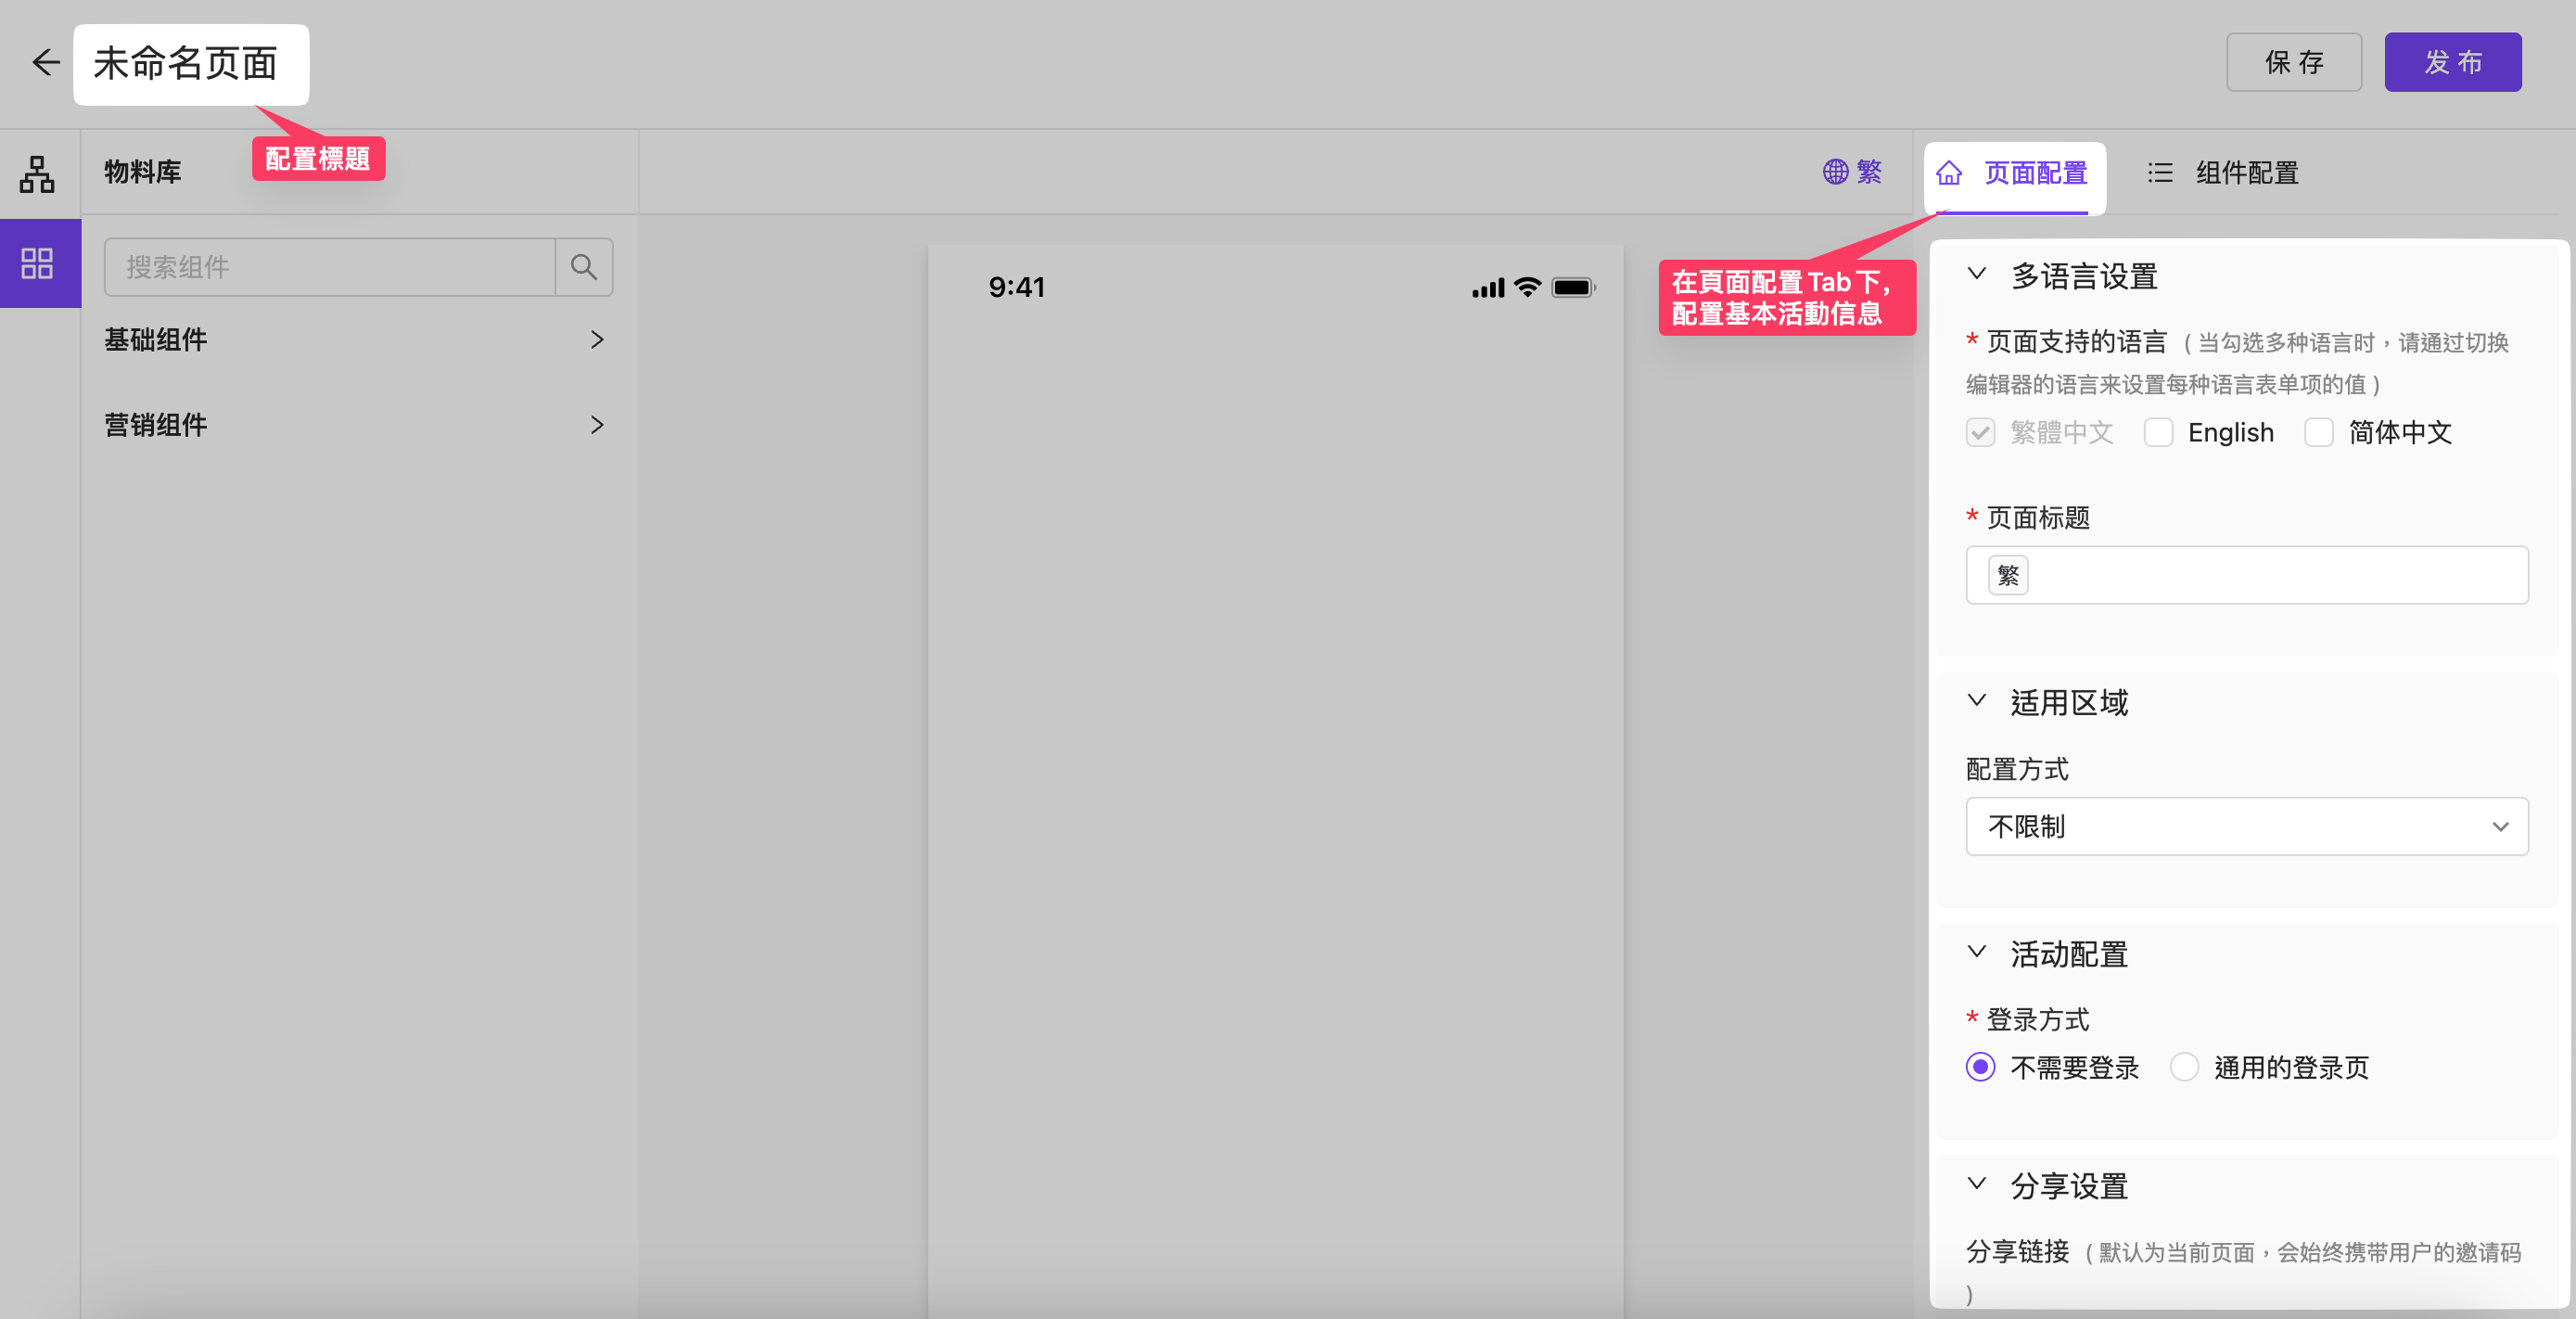 未命名页面
保 存
发 布
配置標題
物料库
繁
页面配置
组件配置
搜索组件
基础组件
营销组件
9:41
在頁面配置 Tab 下，
配置基本活動信息
多语言设置
* 页面支持的语言 （ 当勾选多种语言时，请通过切换
编辑器的语言来设置每种语言表单项的值 ）
繁體中文
English
简体中文
* 页面标题
繁
适用区域
配置方式
不限制
活动配置
* 登录方式
不需要登录
通用的登录页
分享设置
分享链接 （ 默认为当前页面，会始终携带用户的邀请码
）